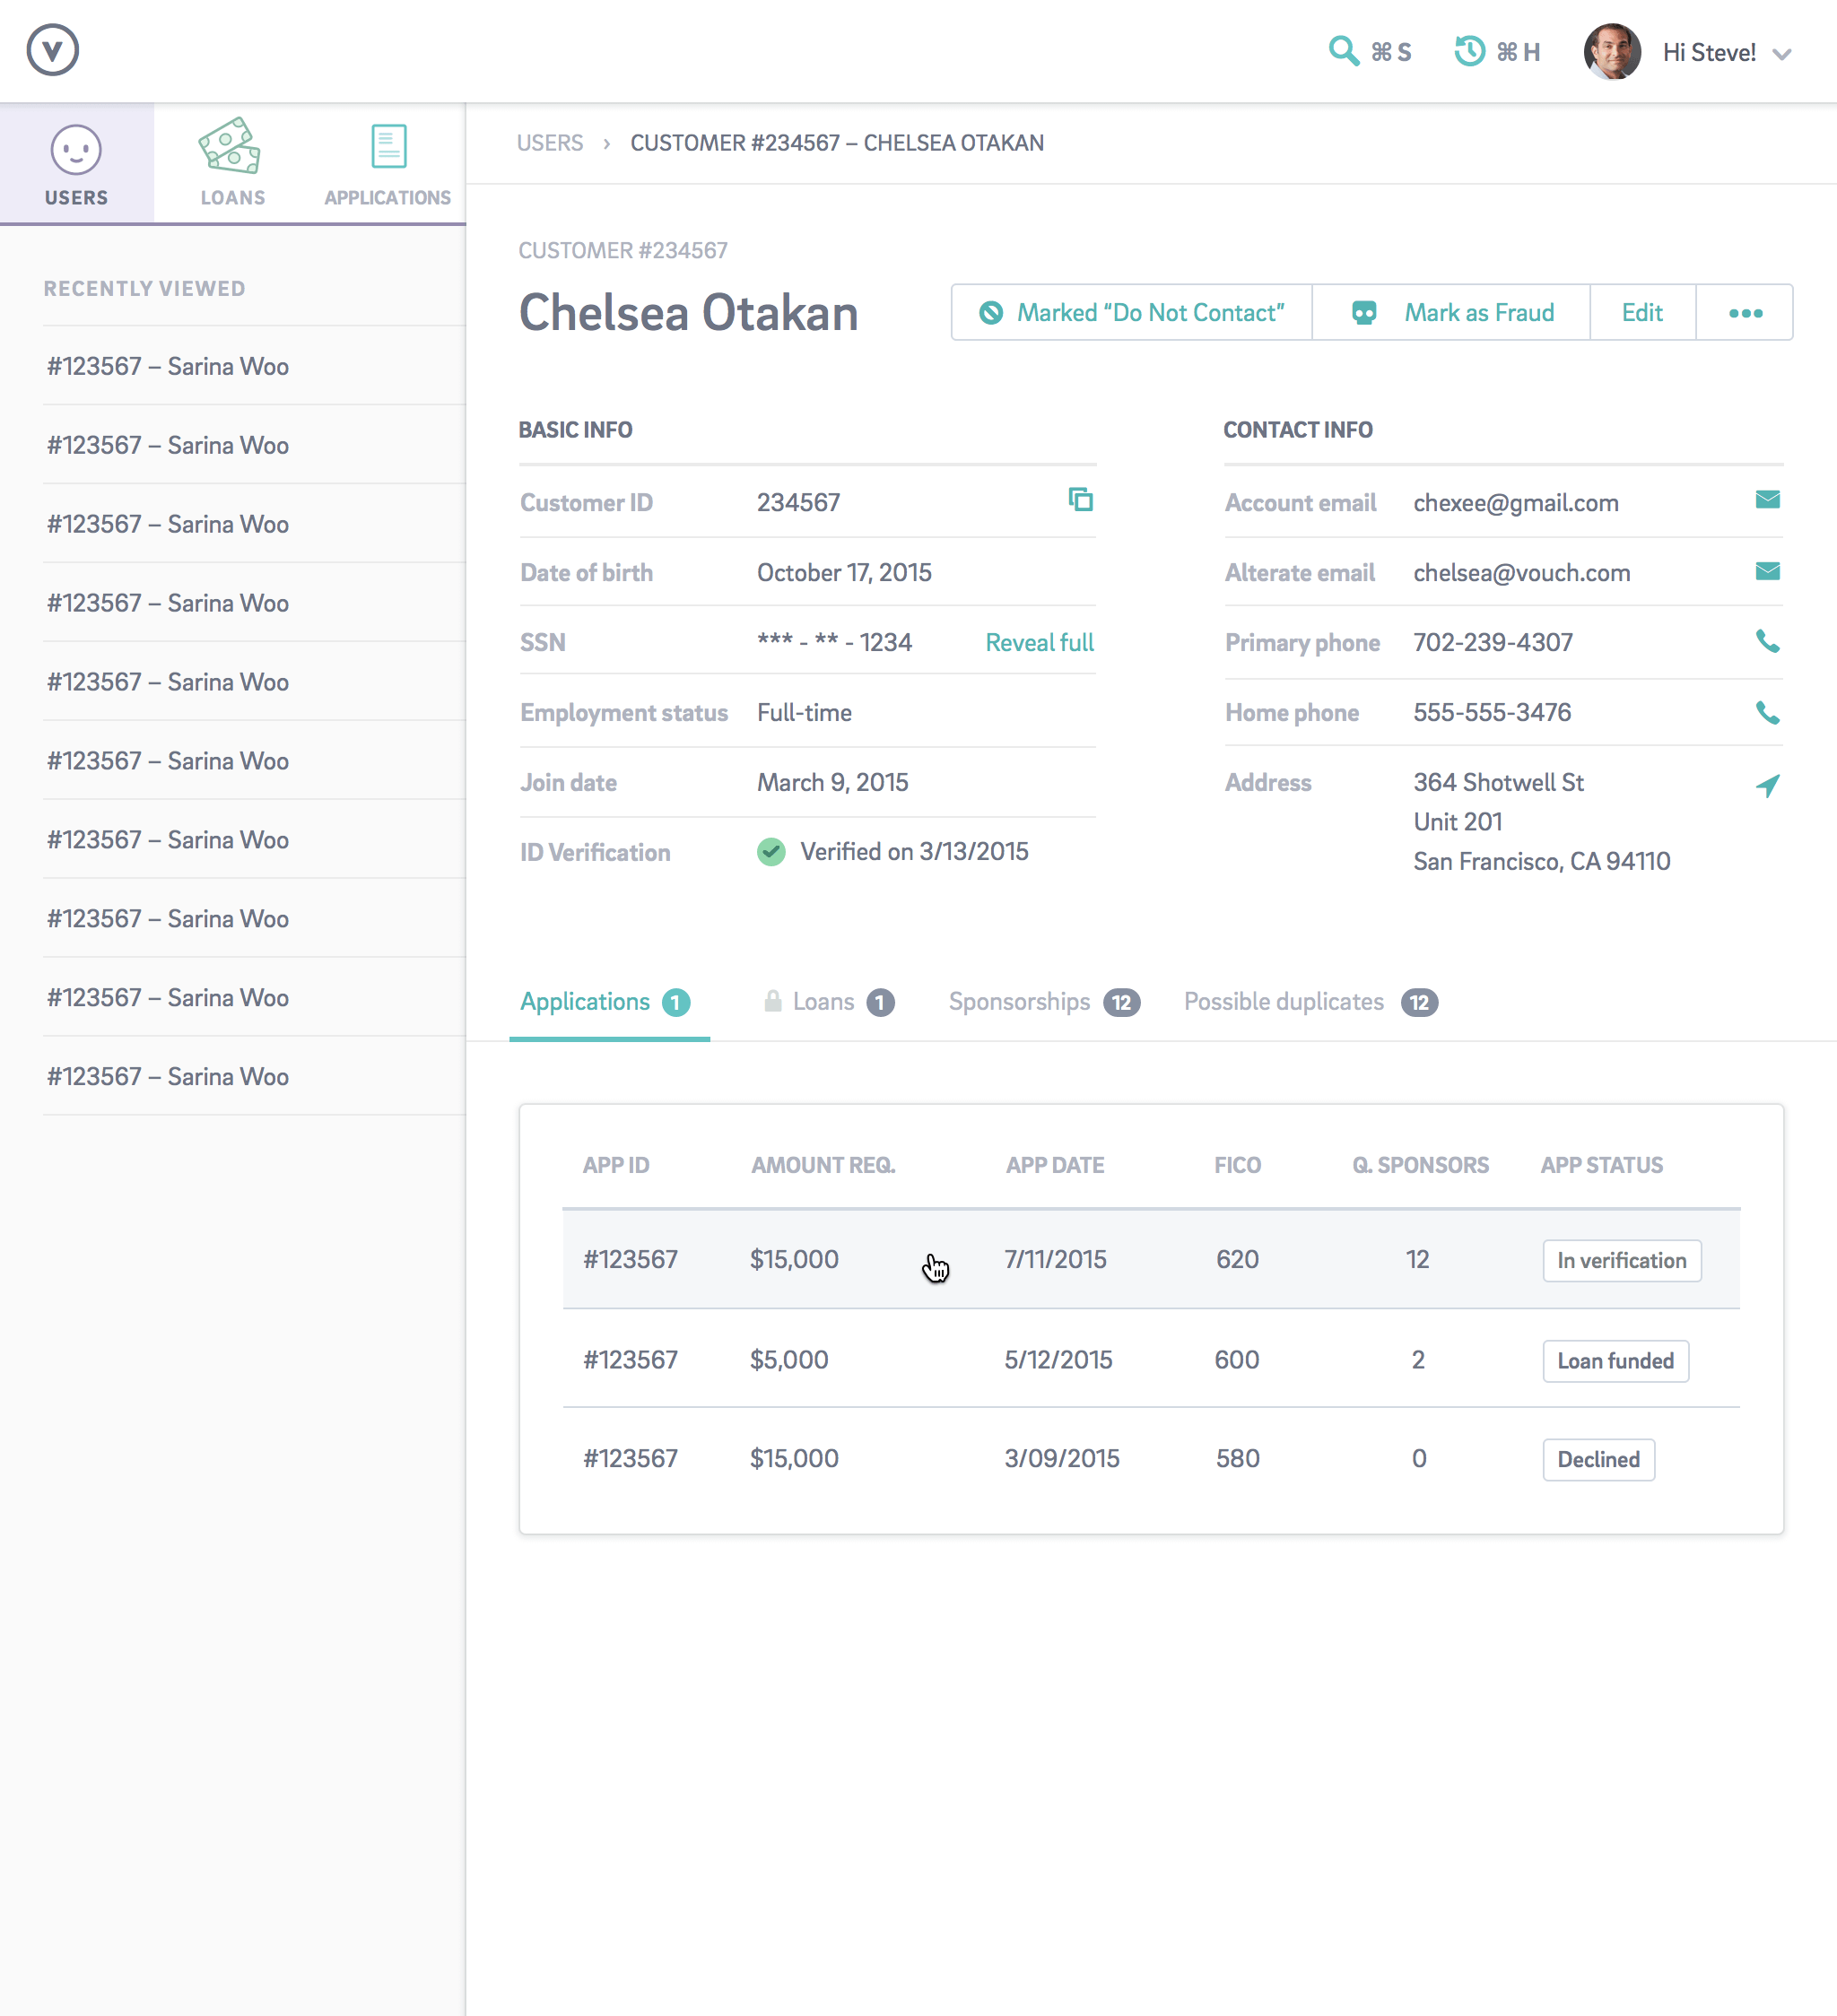 V
⌘ S
⌘ H
Hi Steve!
USERS
LOANS
APPLICATIONS
USERS › CUSTOMER #234567 – CHELSEA OTAKAN
RECENTLY VIEWED
#123567 – Sarina Woo
#123567 – Sarina Woo
#123567 – Sarina Woo
#123567 – Sarina Woo
#123567 – Sarina Woo
#123567 – Sarina Woo
#123567 – Sarina Woo
#123567 – Sarina Woo
#123567 – Sarina Woo
#123567 – Sarina Woo
CUSTOMER #234567
Chelsea Otakan
Marked “Do Not Contact”
Mark as Fraud
Edit
•••
BASIC INFO
Customer ID 234567
Date of birth October 17, 2015
SSN *** - ** - 1234 Reveal full
Employment status Full-time
Join date March 9, 2015
ID Verification Verified on 3/13/2015
CONTACT INFO
Account email chexee@gmail.com
Alterate email chelsea@vouch.com
Primary phone 702-239-4307
Home phone 555-555-3476
Address 364 Shotwell St
Unit 201
San Francisco, CA 94110
Applications 1 Loans 1 Sponsorships 12 Possible duplicates 12
APP ID AMOUNT REQ. APP DATE FICO Q. SPONSORS APP STATUS
#123567 $15,000 7/11/2015 620 12 In verification
#123567 $5,000 5/12/2015 600 2 Loan funded
#123567 $15,000 3/09/2015 580 0 Declined